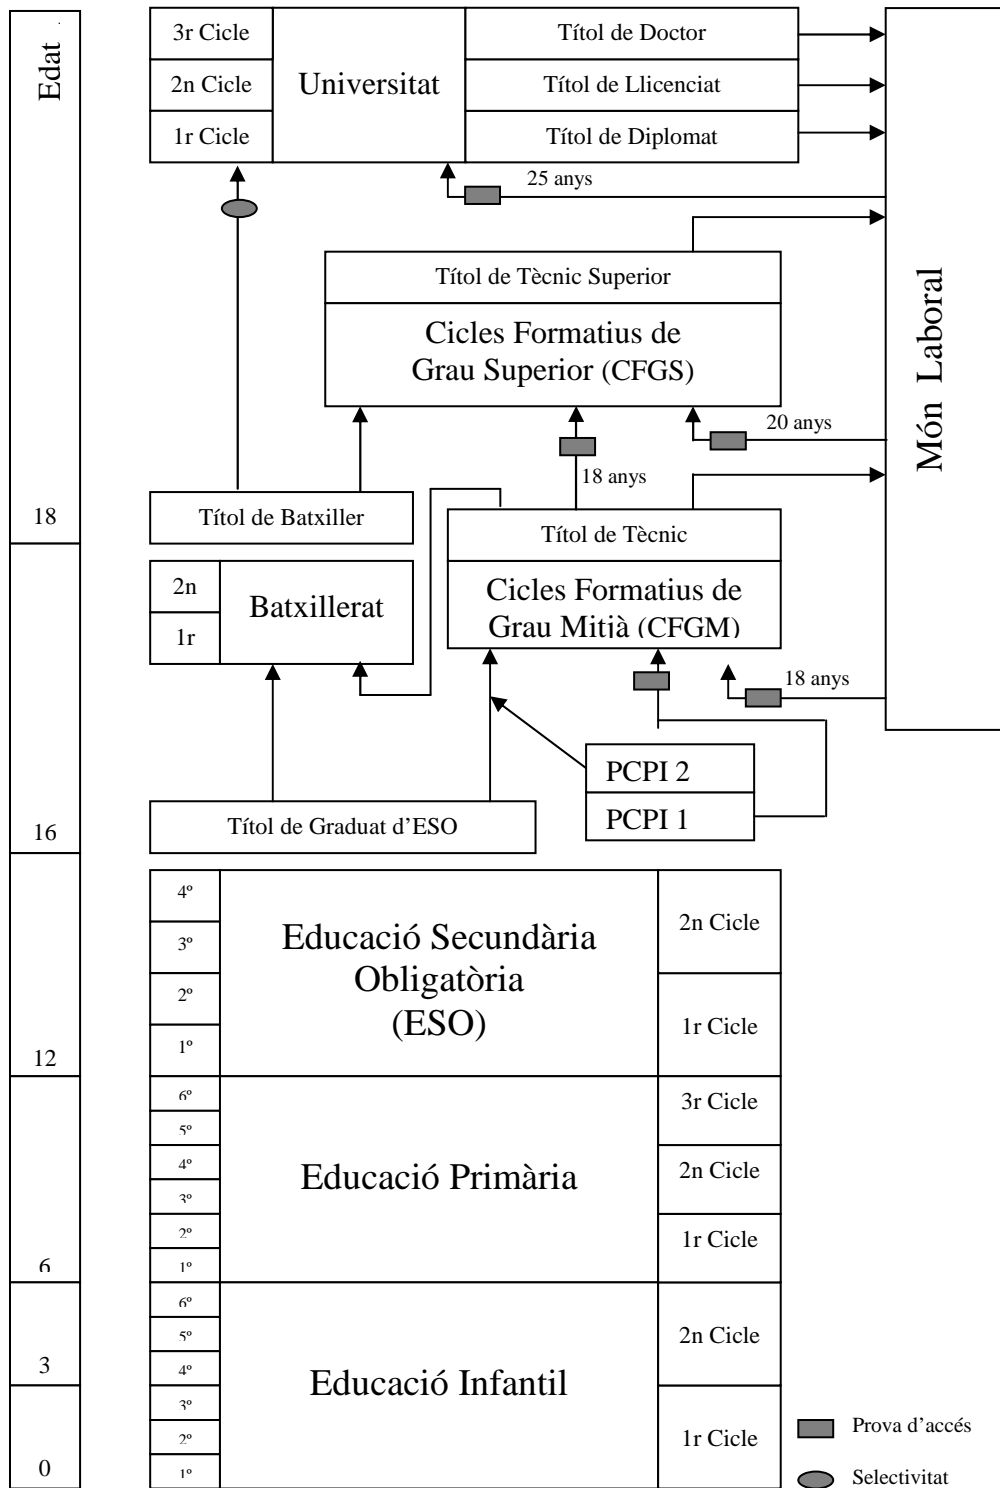 Edat
3r Cicle
2n Cicle
1r Cicle
Universitat
Títol de Doctor
Títol de Llicenciat
Títol de Diplomat
25 anys
Títol de Tècnic Superior
Cicles Formatius de
Grau Superior (CFGS)
20 anys
18 anys
Món Laboral
18
Títol de Batxiller
Títol de Tècnic
2n
1r
Batxillerat
Cicles Formatius de
Grau Mitjà (CFGM)
18 anys
PCPI 2
PCPI 1
16
Títol de Graduat d’ESO
4º
3º
2º
1º
Educació Secundària
Obligatòria
(ESO)
2n Cicle
1r Cicle
12
6º
5º
4º
3º
2º
1º
Educació Primària
3r Cicle
2n Cicle
1r Cicle
6
6º
5º
4º
3º
2º
1º
Educació Infantil
2n Cicle
1r Cicle
3
0
Prova d’accés
Selectivitat